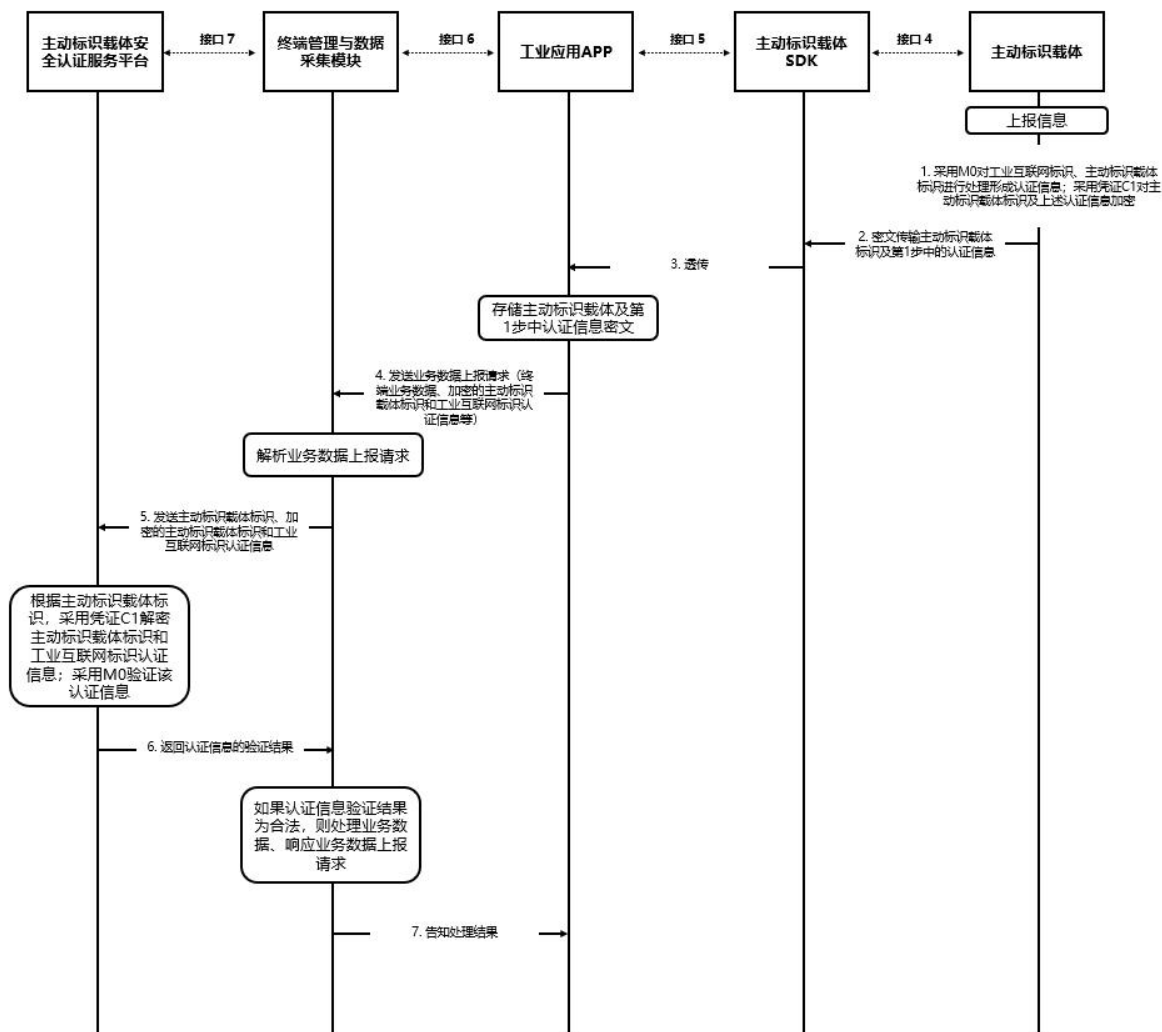 主动标识载体安
全认证服务平台
接口 7
终端管理与数据
采集模块
接口 6
工业应用APP
接口 5
主动标识载体
SDK
接口 4
主动标识载体
上报信息
1. 采用M0对工业互联网标识、主动标识载体
标识进行处理形成认证信息；采用凭证C1对主
动标识载体标识及上述认证信息加密
2. 密文传输主动标识载体
标识及第1步中的认证信息
3. 透传
存储主动标识载体及第
1步中认证信息密文
4. 发送业务数据上报请求（终
端业务数据、加密的主动标识
载体标识和工业互联网标识认
证信息等）
解析业务数据上报请求
5. 发送主动标识载体标识、加
密的主动标识载体标识和工业
互联网标识认证信息
根据主动标识载体标
识，采用凭证C1解密
主动标识载体标识和
工业互联网标识认证
信息；采用M0验证该
认证信息
6. 返回认证信息的验证结果
如果认证信息验证结果
为合法，则处理业务数
据、响应业务数据上报
请求
7. 告知处理结果